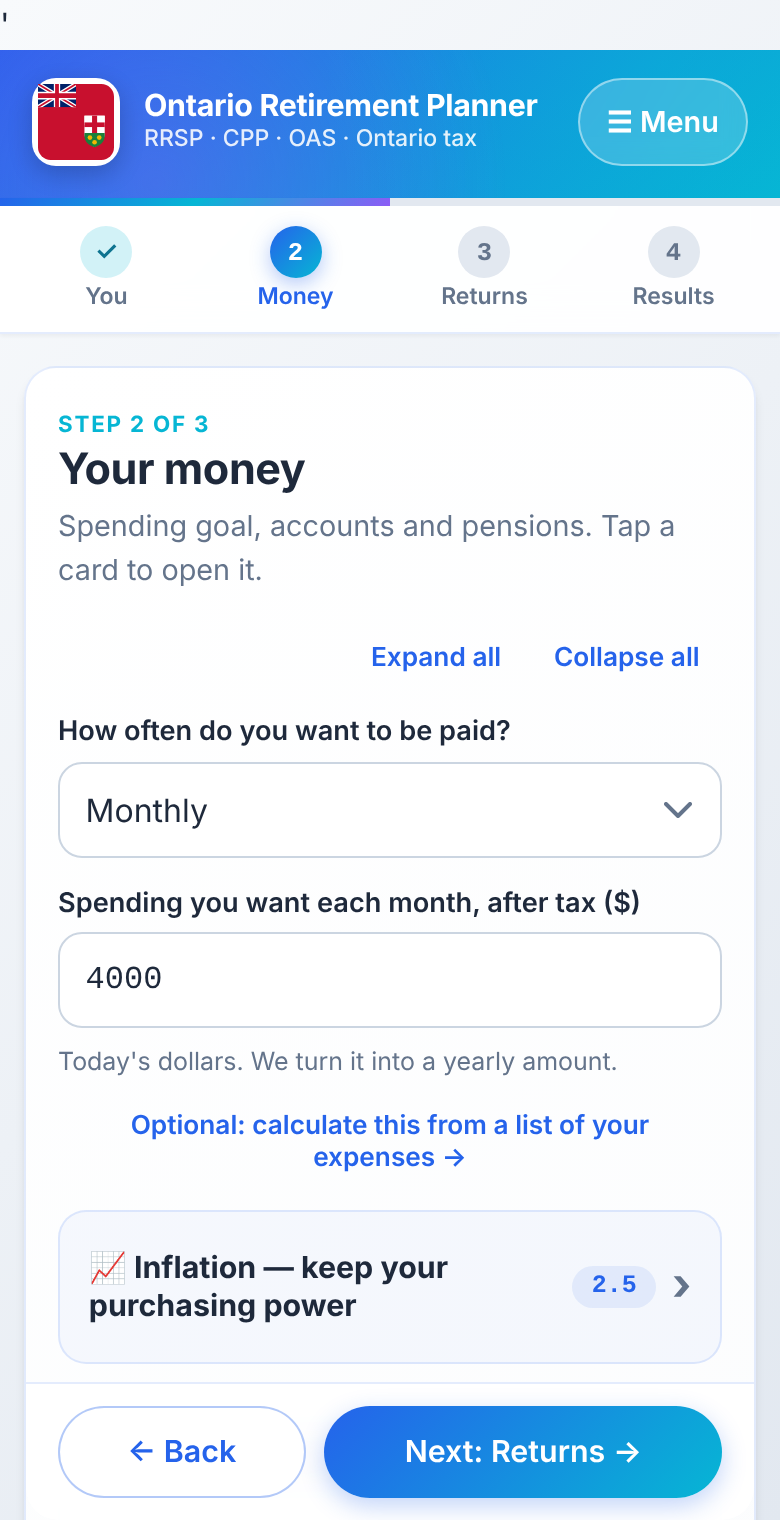 '
Ontario Retirement Planner
RRSP · CPP · OAS · Ontario tax
☰ Menu
✓
You
2
Money
3
Returns
4
Results
STEP 2 OF 3
Your money
Spending goal, accounts and pensions. Tap a
card to open it.
Expand all
Collapse all
How often do you want to be paid?
Monthly
Spending you want each month, after tax ($)
4000
Today's dollars. We turn it into a yearly amount.
Optional: calculate this from a list of your
expenses →
📈 Inflation — keep your
purchasing power
2.5 ›
← Back
Next: Returns →